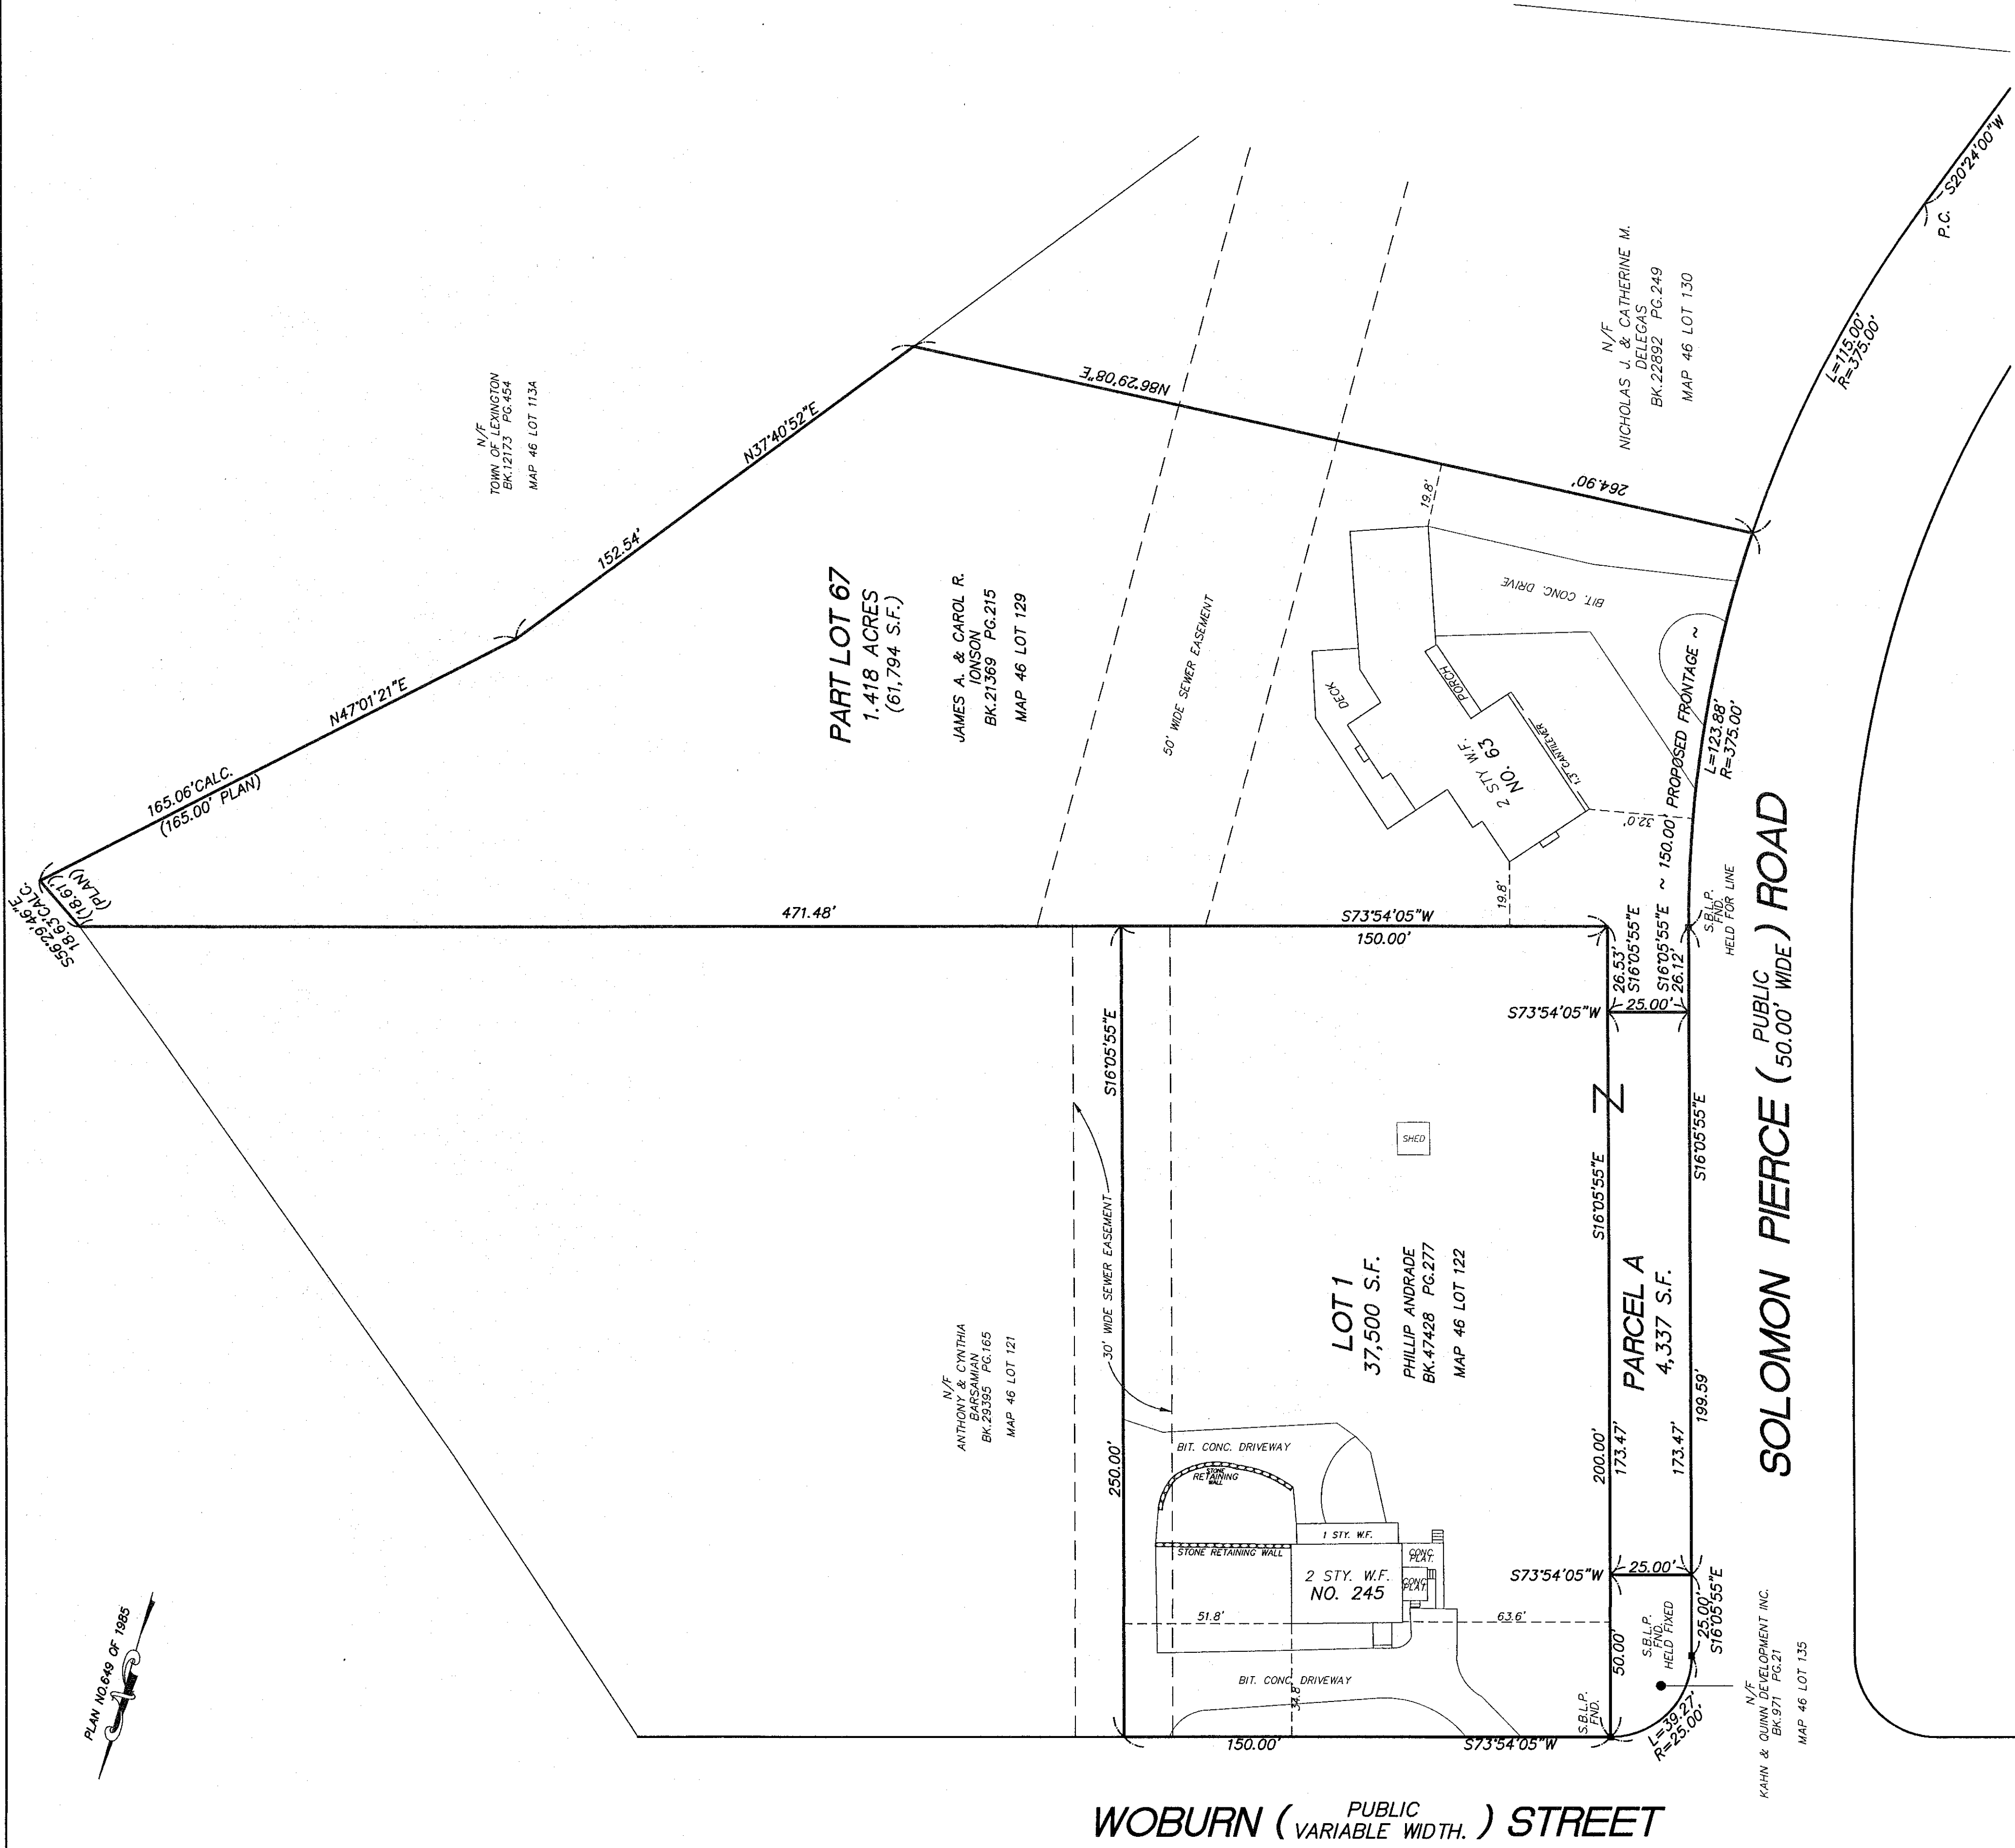 S20°24'00"W
P.C.
L=115.00'
R=375.00'
N/F
NICHOLAS J. & CATHERINE M.
DELEGAS
BK.22892 PG.249
MAP 46 LOT 130
N/F
TOWN OF LEXINGTON
BK.12173 PG.454
MAP 46 LOT 113A
N86°29'08"E
264.90'
N37°40'52"E
152.54'
N47°01'21"E
165.06'CALC.
(165.00' PLAN)
S56°29'46"E
18.63'CALC.
(18.61')
(PLAN)
PART LOT 67
1.418 ACRES
(61,794 S.F.)
JAMES A. & CAROL R.
IONSON
BK.21369 PG.215
MAP 46 LOT 129
50' WIDE SEWER EASEMENT
19.8'
BIT. CONC. DRIVE
DECK
PORCH
2 STY W.F.
NO. 63
1.3' CANTILEVER
32.0'
19.8'
~ 150.00' PROPOSED FRONTAGE ~
L=123.88'
R=375.00'
S.B.L.P.
FND.
HELD FOR LINE
471.48'
S73°54'05"W
150.00'
26.53'
S16°05'55"E
S16°05'55"E
26.12'
S73°54'05"W
25.00'
SOLOMON PIERCE ( PUBLIC
50.00' WIDE ) ROAD
S16°05'55"E
250.00'
30' WIDE SEWER EASEMENT
SHED
Z
S16°05'55"E
S16°05'55"E
LOT 1
37,500 S.F.
PHILLIP ANDRADE
BK.47428 PG.277
MAP 46 LOT 122
PARCEL A
4,337 S.F.
200.00'
173.47'
173.47'
199.59'
N/F
ANTHONY & CYNTHIA
BARSAMIAN
BK.29395 PG.165
MAP 46 LOT 121
BIT. CONC. DRIVEWAY
STONE
RETAINING
WALL
STONE RETAINING WALL
1 STY. W.F.
CONC.
PLAT.
CONC.
PLAT.
2 STY. W.F.
NO. 245
51.8'
63.6'
BIT. CONC. DRIVEWAY
34.8'
S73°54'05"W
25.00'
50.00'
S.B.L.P.
FND.
HELD FIXED
25.00'
S16°05'55"E
S.B.L.P.
FND.
L=39.27'
R=25.00'
N/F
KAHN & QUINN DEVELOPMENT INC.
BK.971 PG.21
MAP 46 LOT 135
150.00'
S73°54'05"W
PLAN NO.649 OF 1985
WOBURN ( PUBLIC
VARIABLE WIDTH. ) STREET